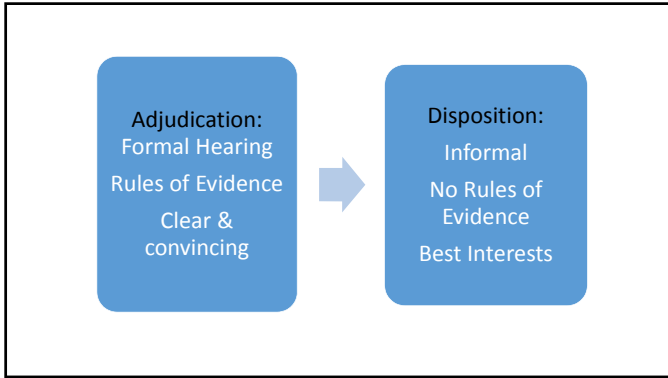 Adjudication:
Formal Hearing
Rules of Evidence
Clear &
convincing
Disposition:
Informal
No Rules of
Evidence
Best Interests